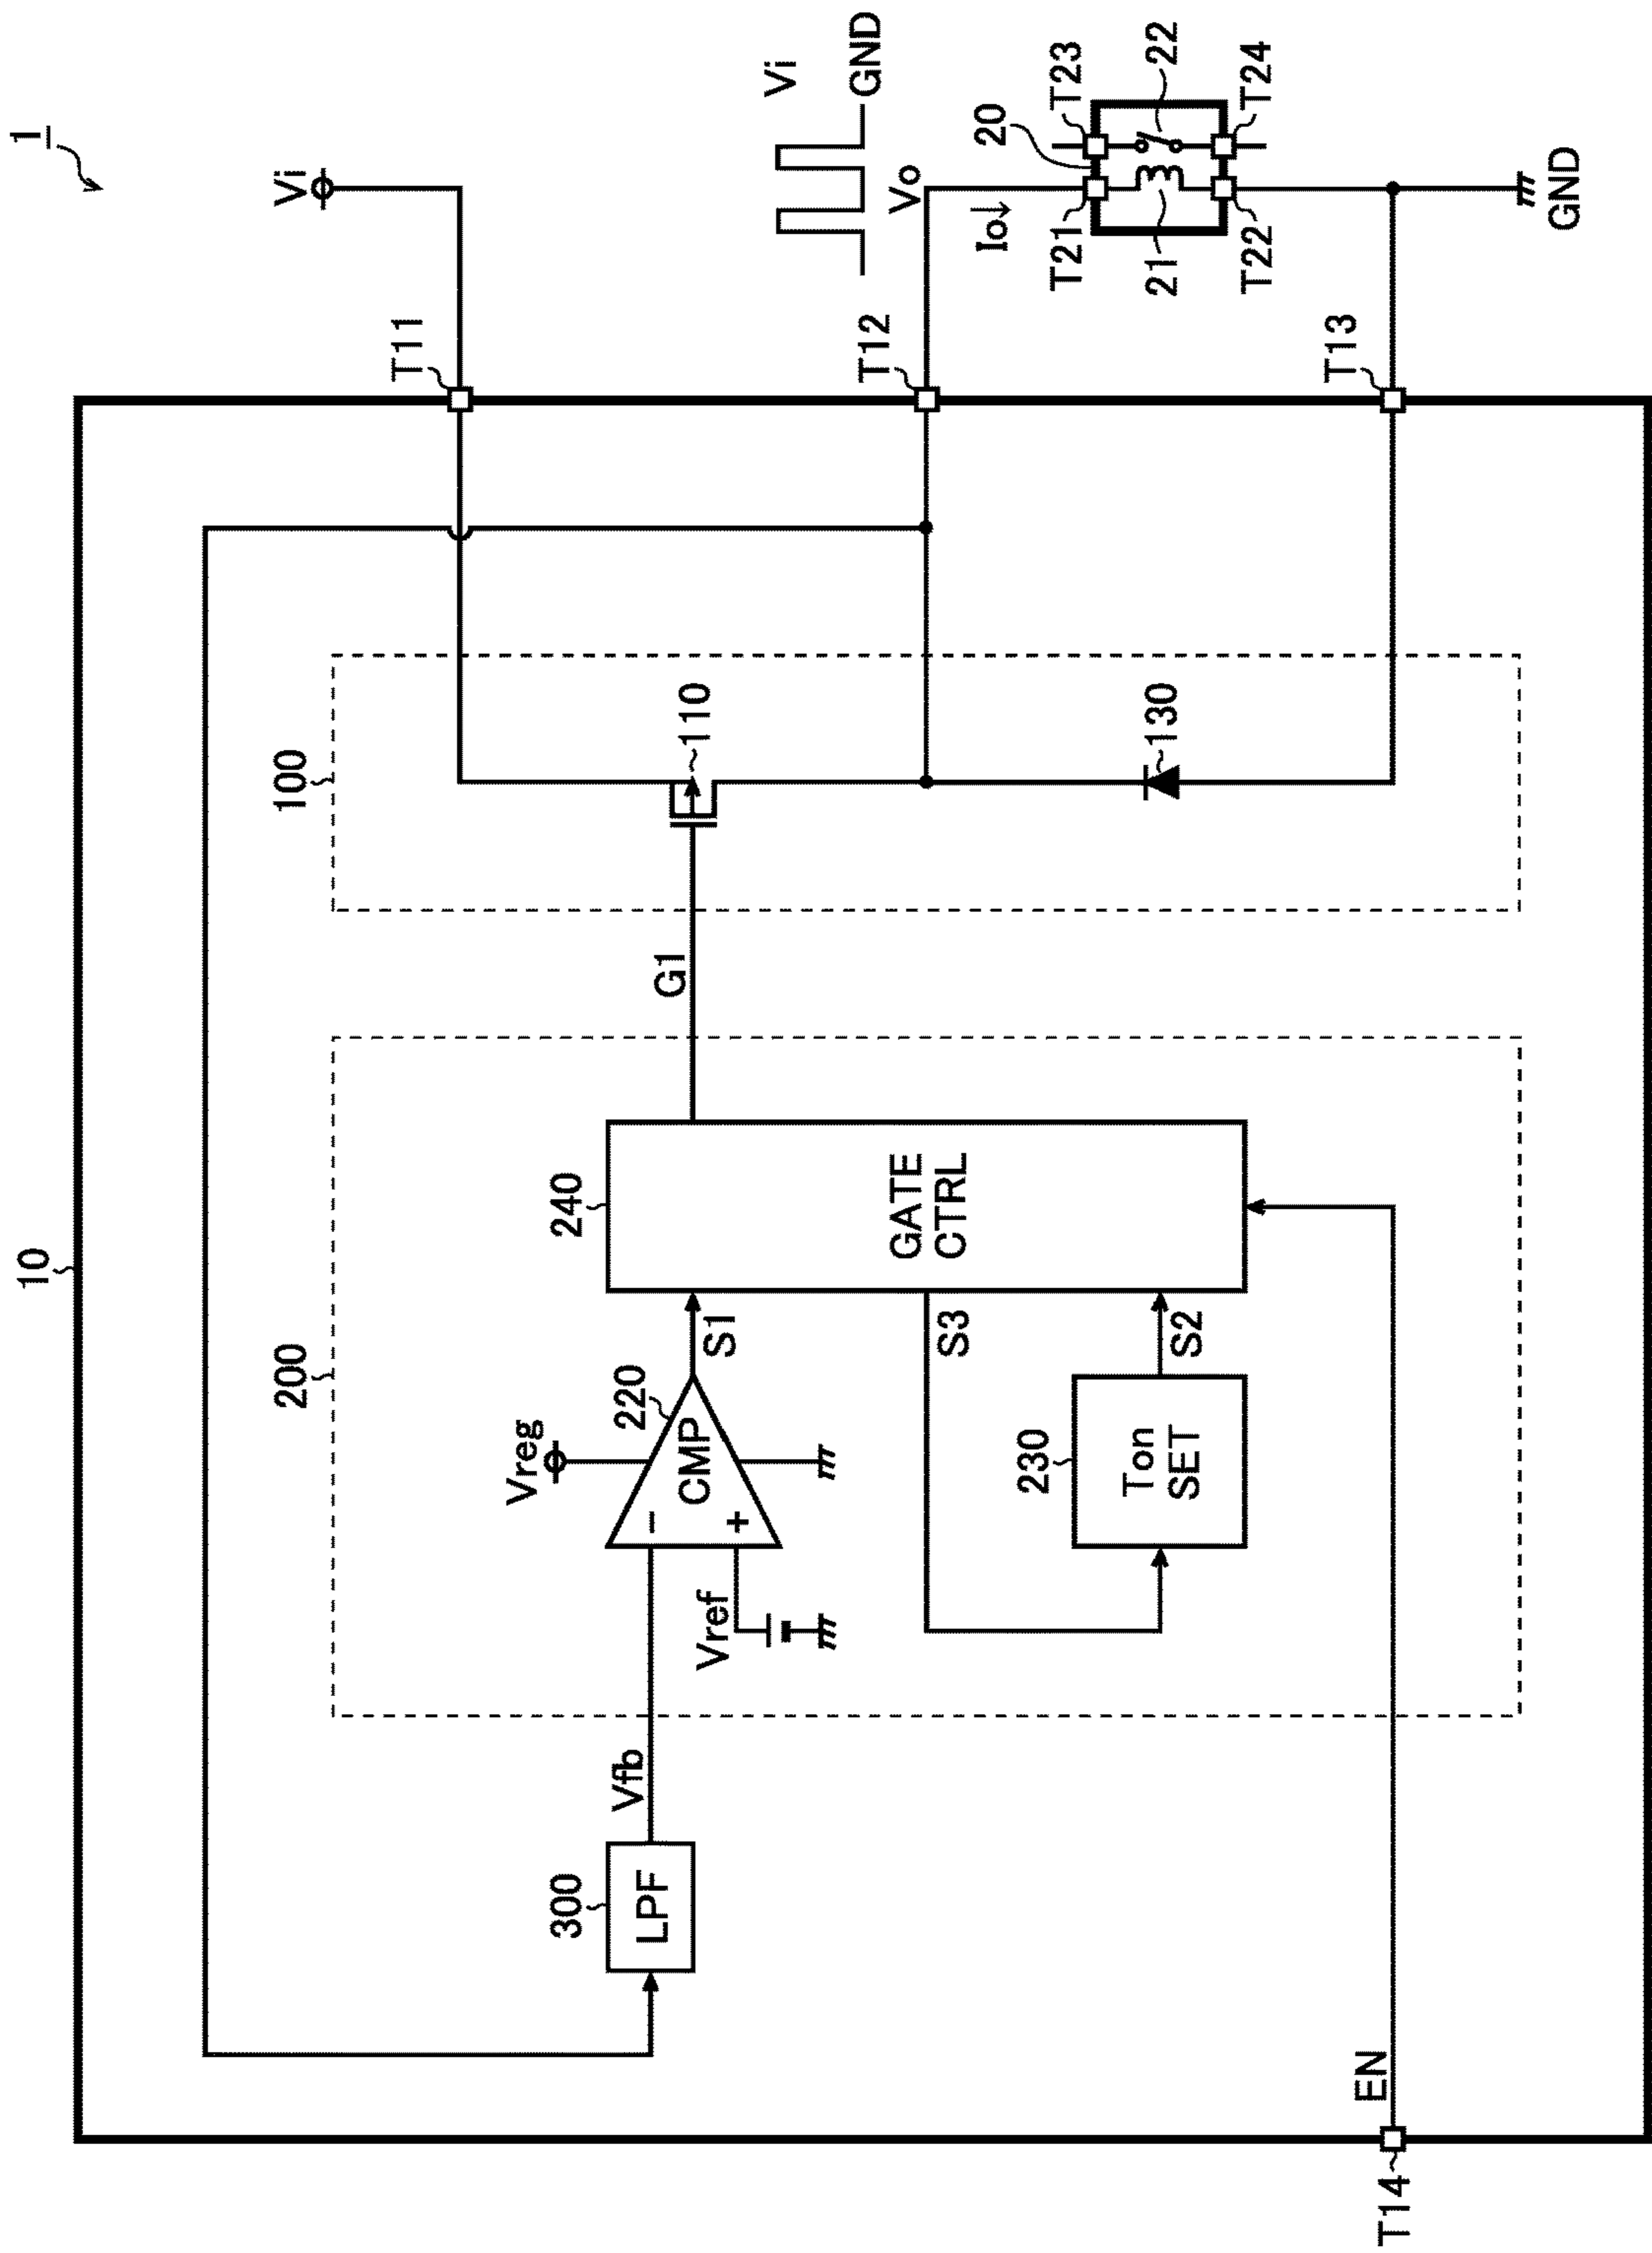 1
10
Vi
T11
100
200
110
G1
240
GATE
CTRL
S1
220
CMP
−
+
Vreg
Vref
S3
S2
230
Ton
SET
Vfb
300
LPF
130
EN
T14
T12
T13
Vi
GND
Vo
Io
20
T21
T23
21
22
T22
T24
GND